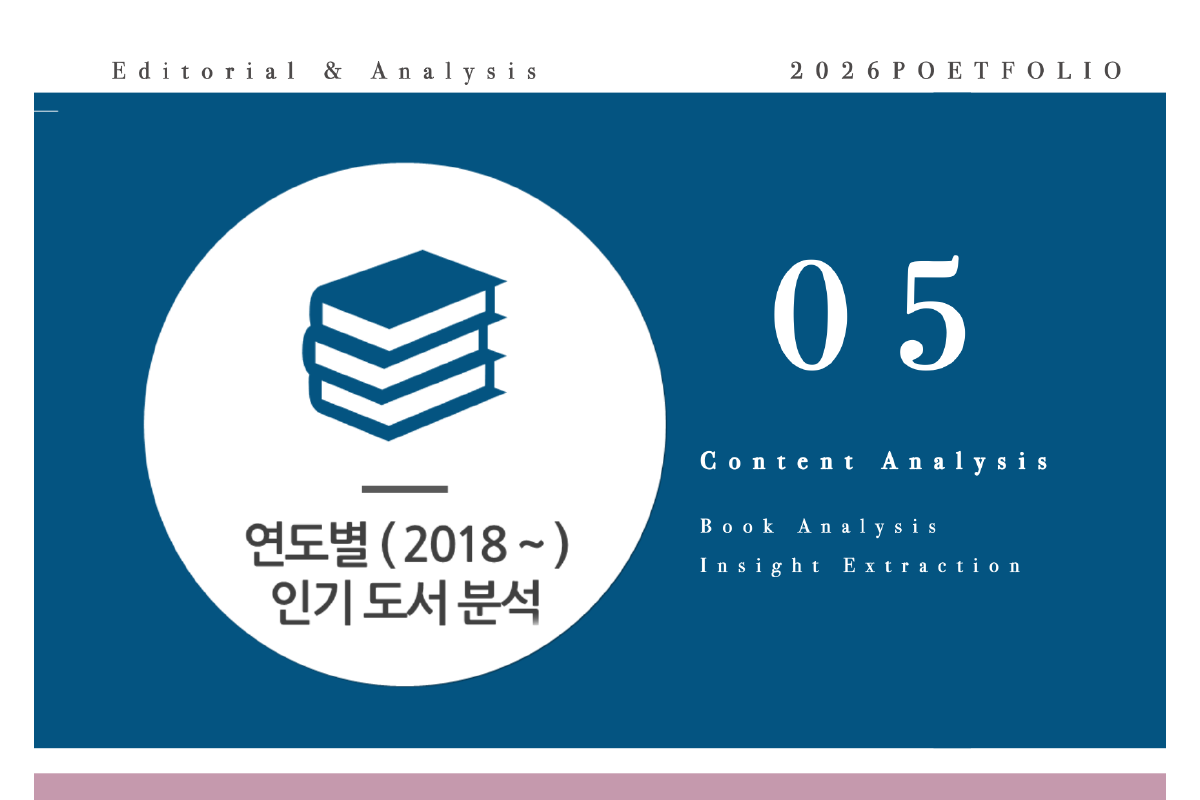 Editorial & Analysis
2026POETFOLIO
연도별 ( 2018 ~ )
인기 도서 분석
05
Content Analysis
Book Analysis
Insight Extraction